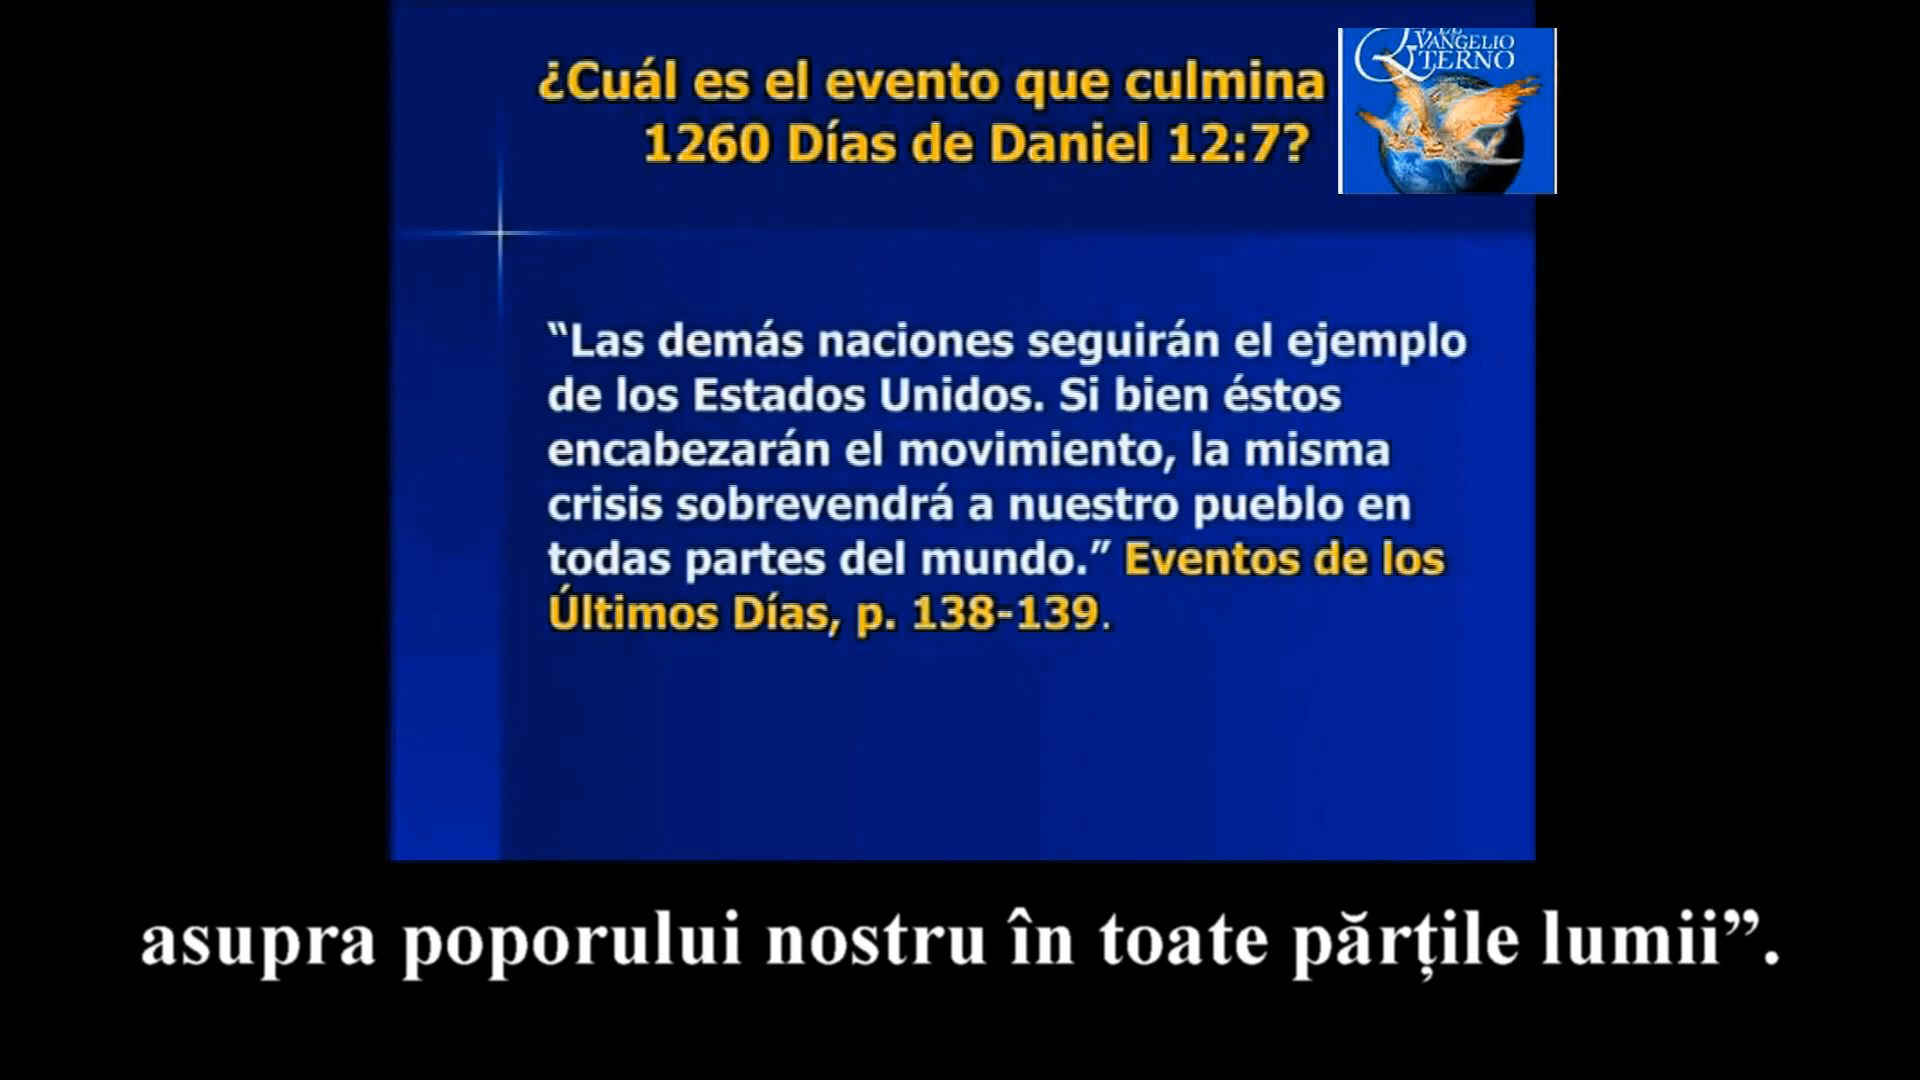 ¿Cuál es el evento que culmina
1260 Días de Daniel 12:7?
EVANGELIO
ETERNO
“Las demás naciones seguirán el ejemplo
de los Estados Unidos. Si bien éstos
encabezarán el movimiento, la misma
crisis sobrevendrá a nuestro pueblo en
todas partes del mundo.” Eventos de los
Últimos Días, p. 138-139.
asupra poporului nostru în toate părțile lumii”.